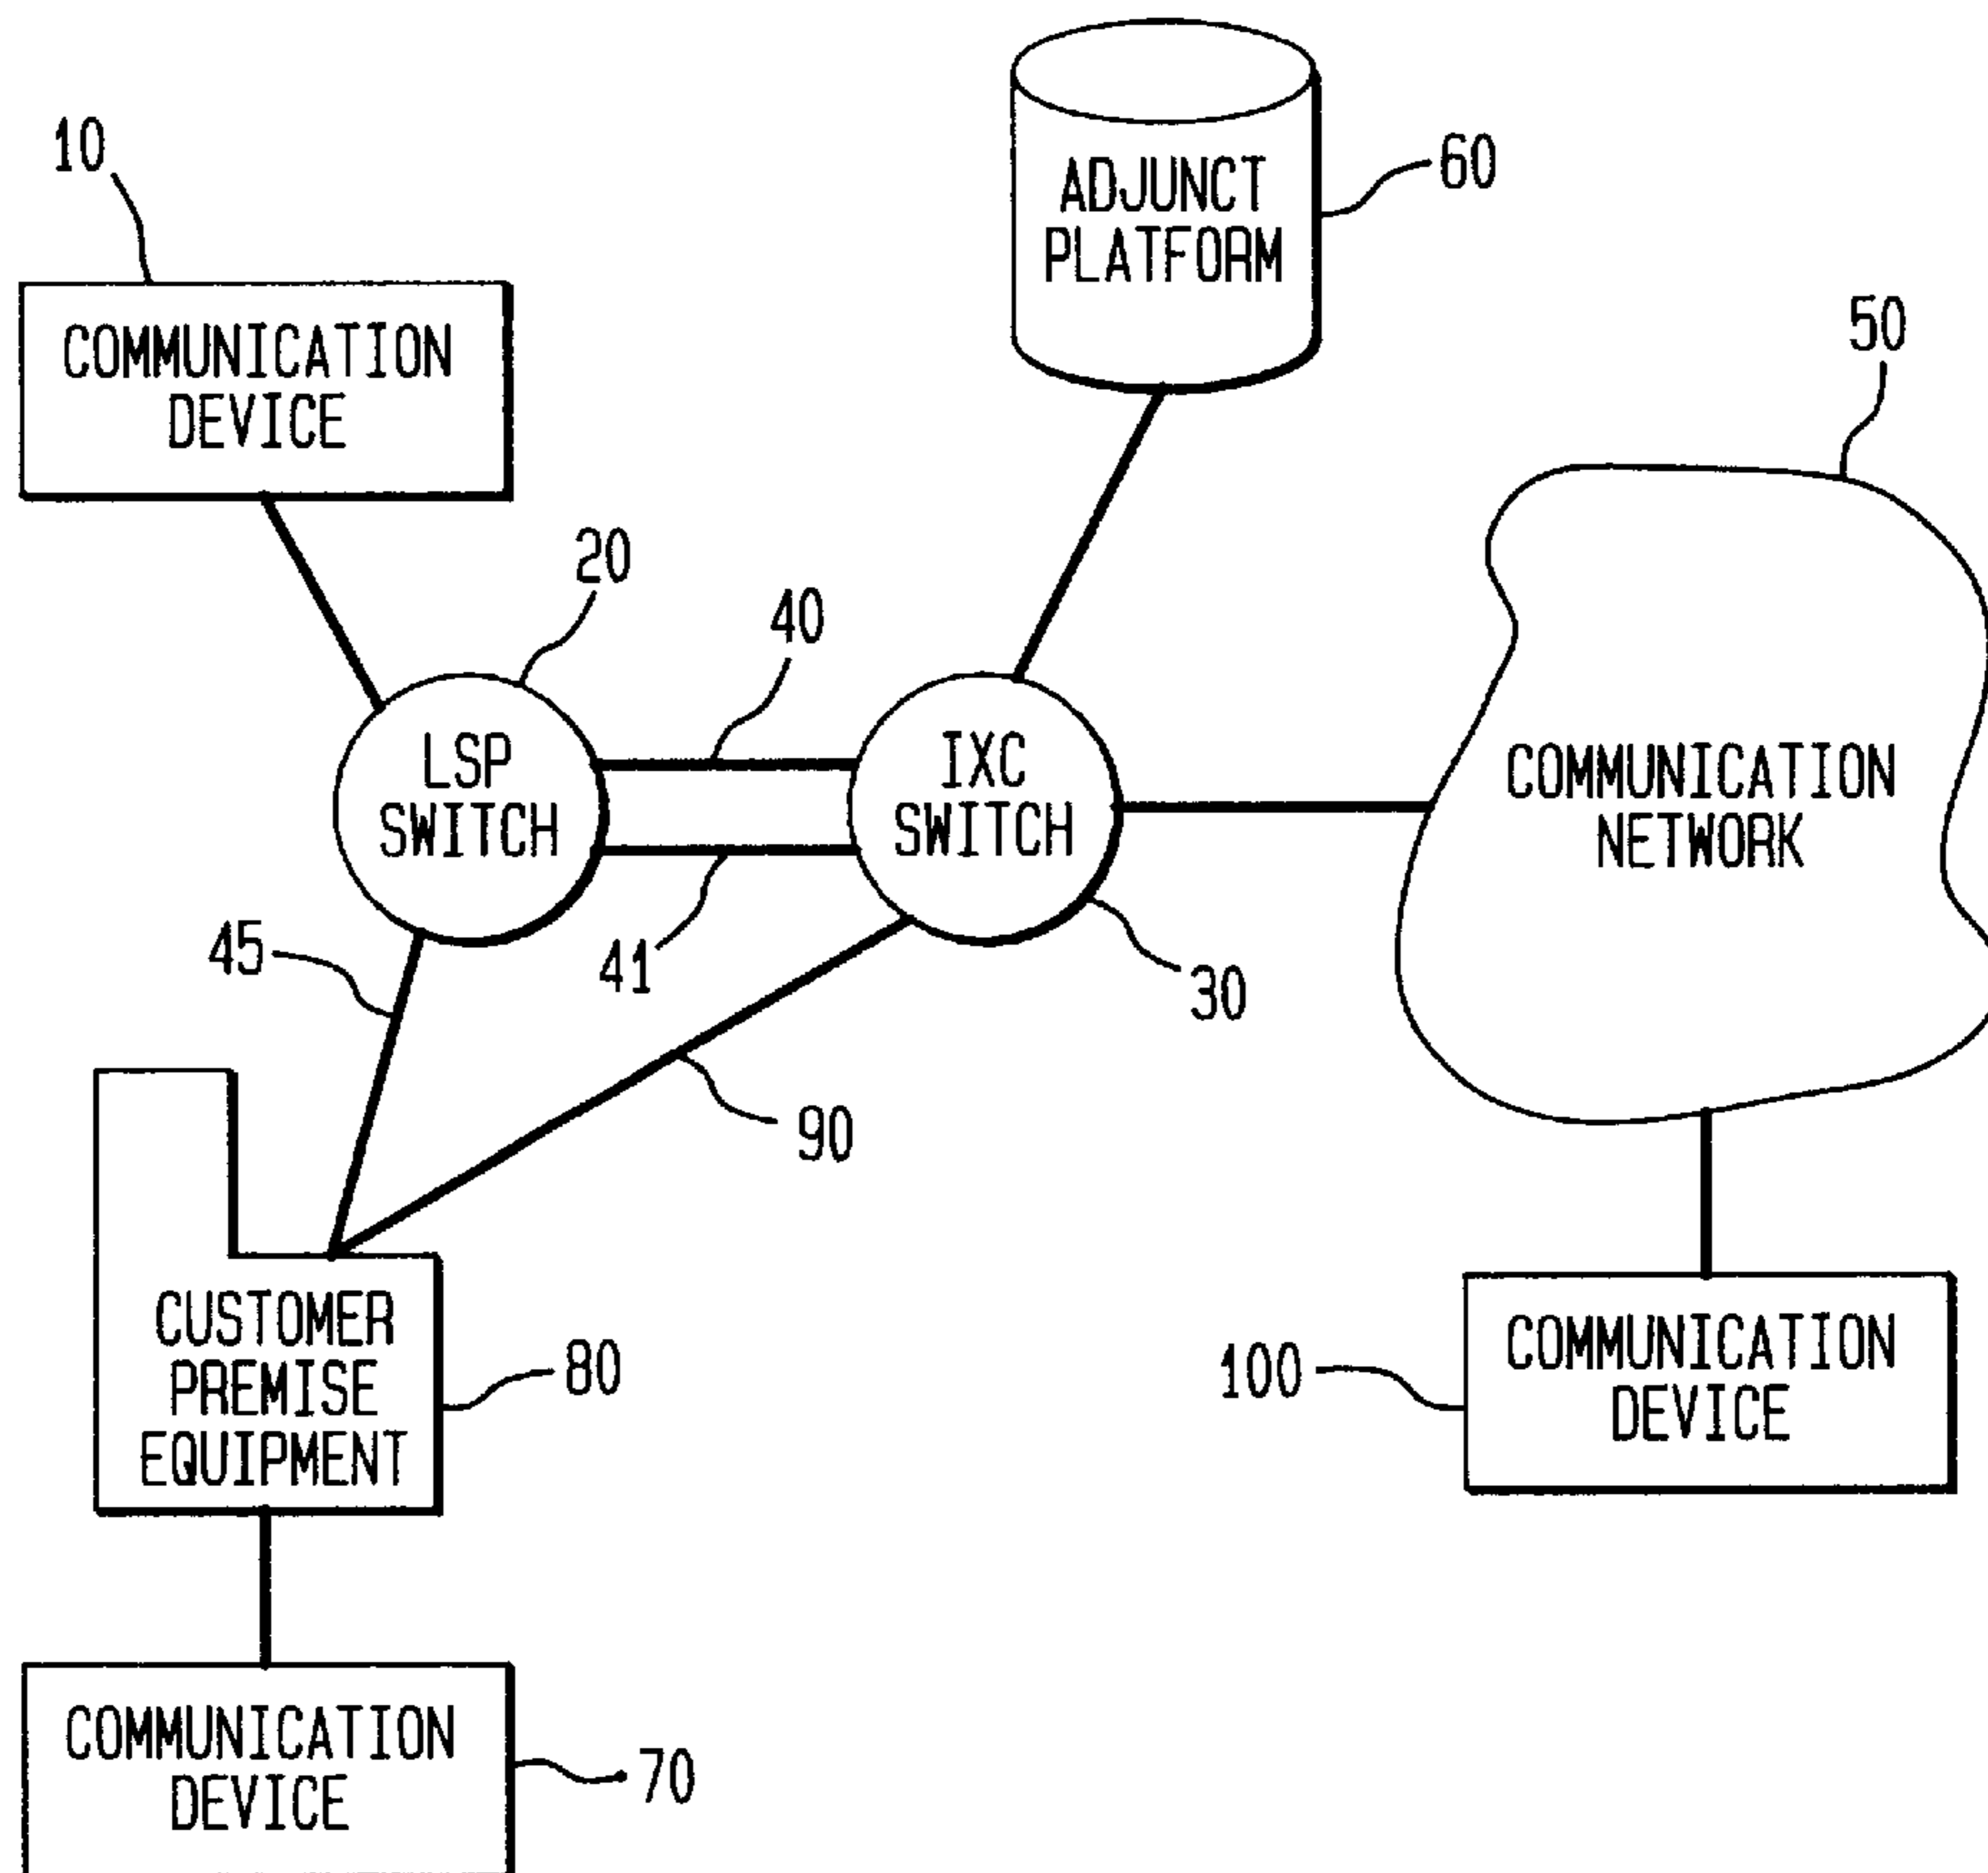 10
COMMUNICATION
DEVICE
ADJUNCT
PLATFORM
60
50
20
40
LSP
SWITCH
IXC
SWITCH
COMMUNICATION
NETWORK
45
41
30
90
CUSTOMER
PREMISE
EQUIPMENT
80
100
COMMUNICATION
DEVICE
COMMUNICATION
DEVICE
70